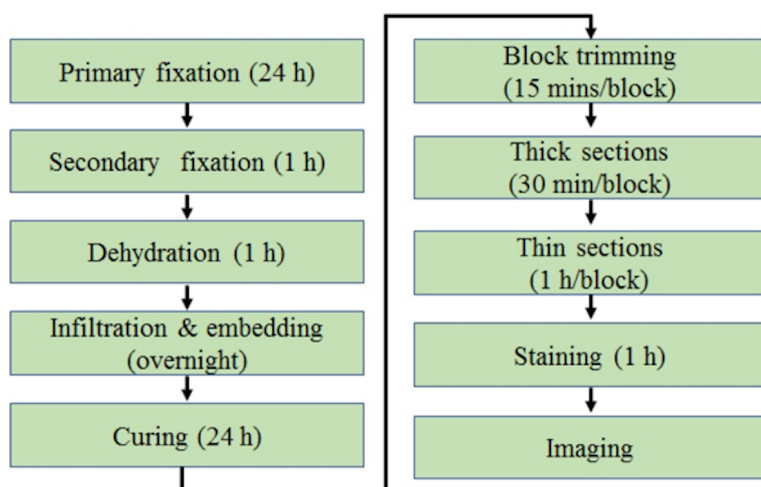 Primary fixation (24 h)
Secondary fixation (1 h)
Dehydration (1 h)
Infiltration & embedding
(overnight)
Curing (24 h)
Block trimming
(15 mins/block)
Thick sections
(30 min/block)
Thin sections
(1 h/block)
Staining (1 h)
Imaging